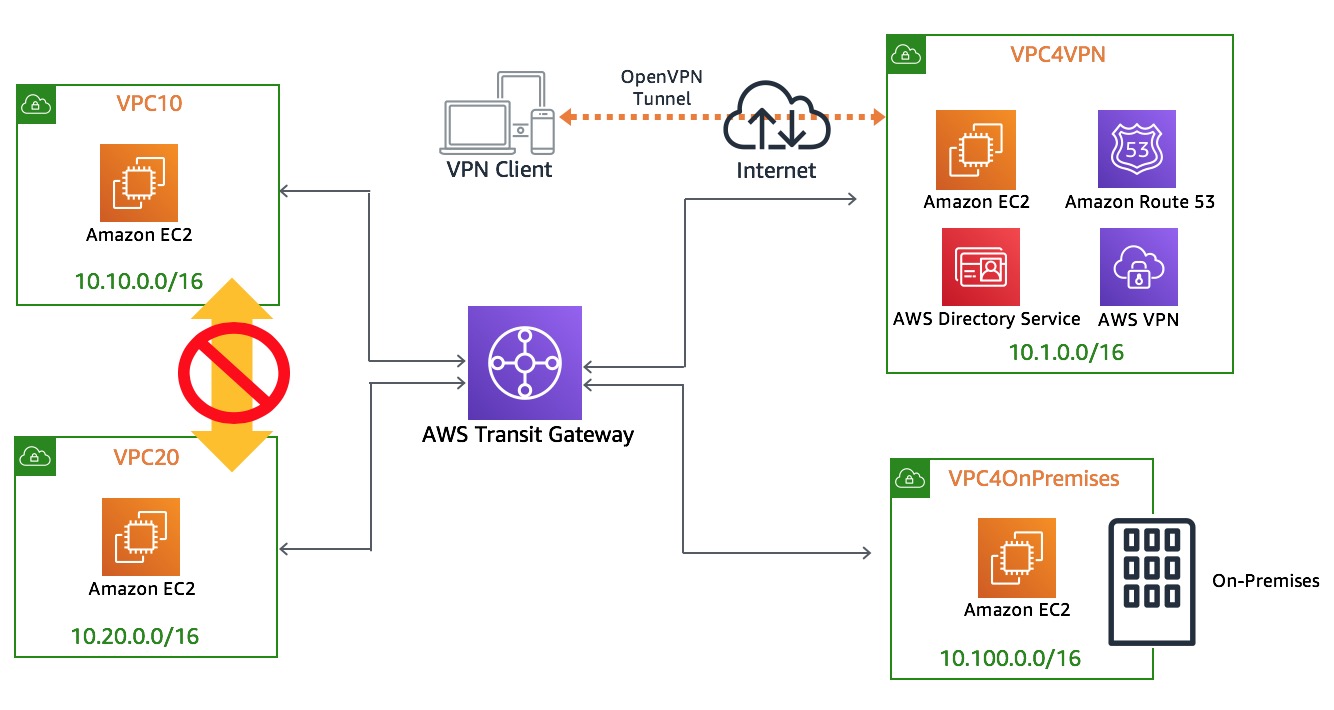 VPC10
Amazon EC2
10.10.0.0/16
VPC20
Amazon EC2
10.20.0.0/16
VPN Client
OpenVPN
Tunnel
Internet
AWS Transit Gateway
VPC4VPN
Amazon EC2
53
Amazon Route 53
AWS Directory Service
AWS VPN
10.1.0.0/16
VPC4OnPremises
Amazon EC2
10.100.0.0/16
On-Premises